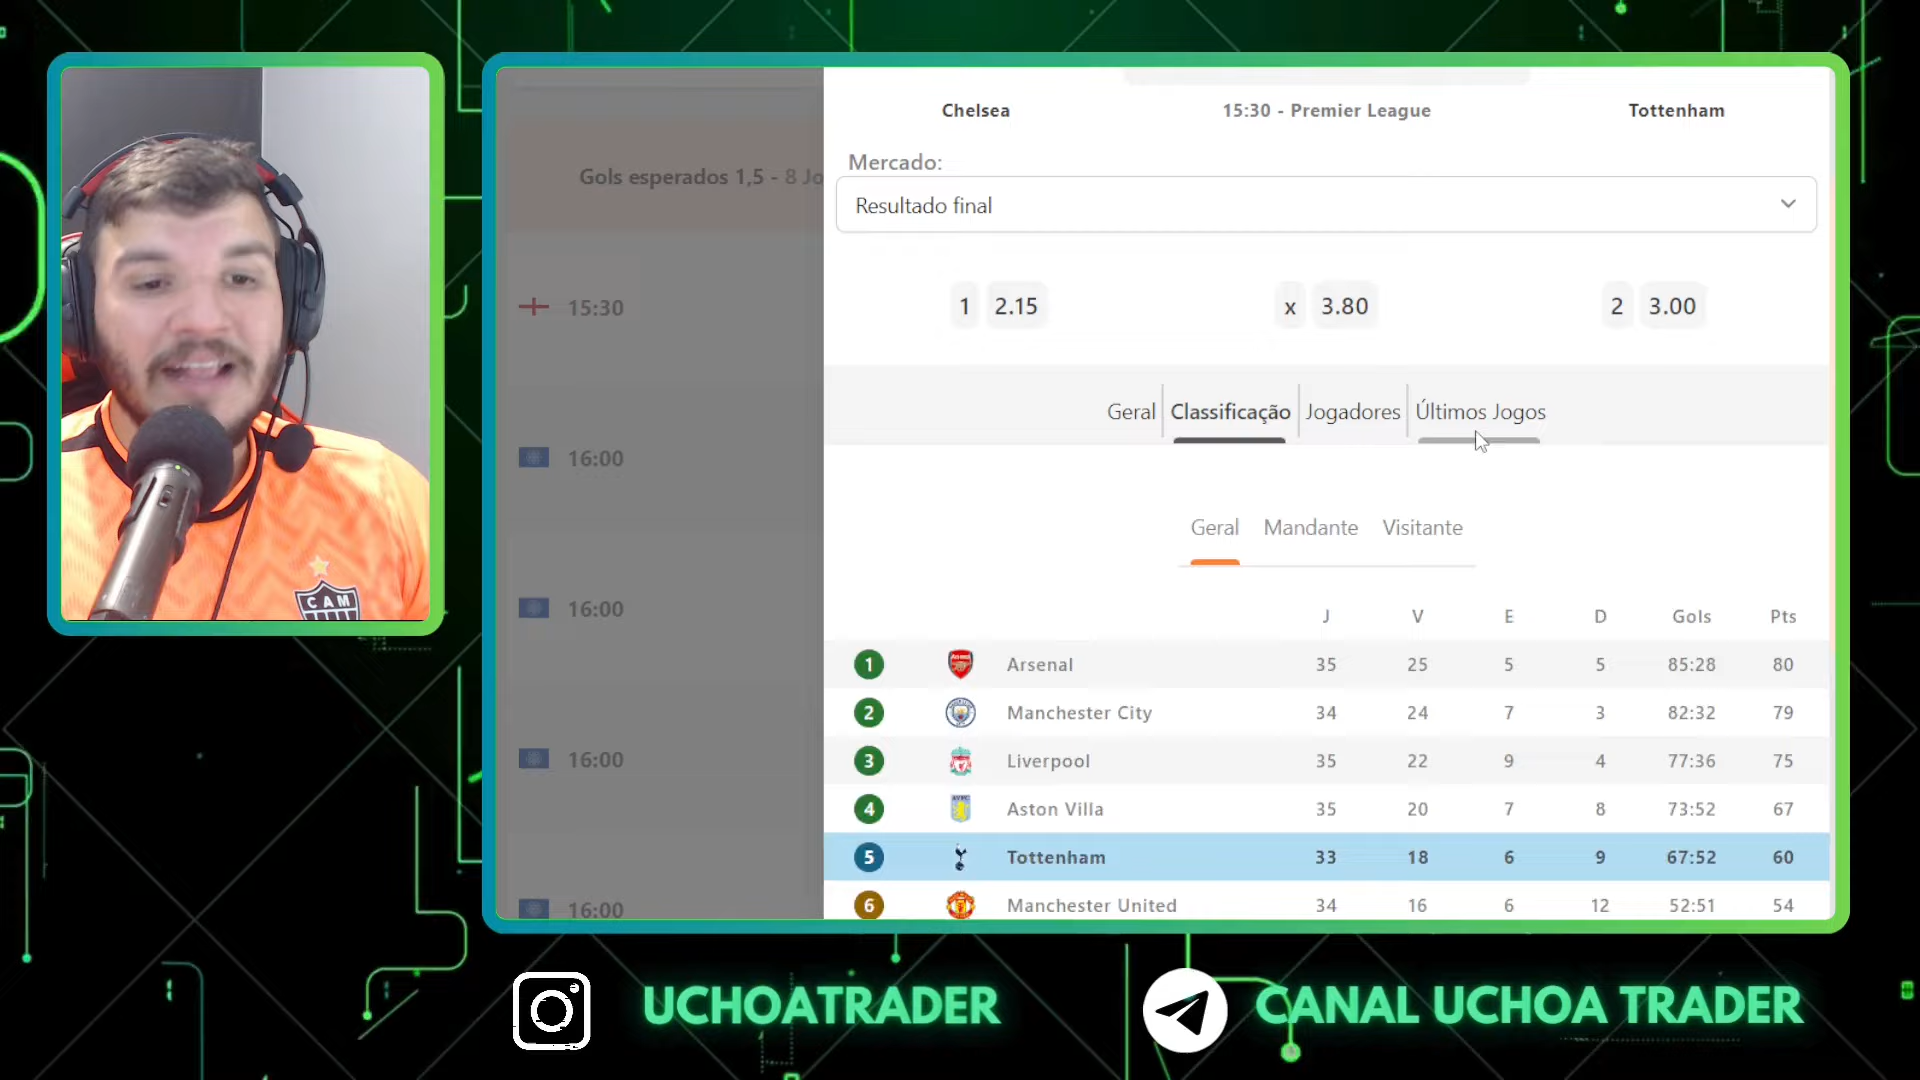 Chelsea 15:30 - Premier League Tottenham
Mercado:
Gols esperados 1,5 - 8 Jo
Resultado final
1 2.15 x 3.80 2 3.00
15:30
Geral Classificação Jogadores Últimos Jogos
16:00
Geral Mandante Visitante
16:00
J V E D Gols Pts
1 Arsenal 35 25 5 5 85:28 80
2 Manchester City 34 24 7 3 82:32 79
16:00
3 Liverpool 35 22 9 4 77:36 75
4 Aston Villa 35 20 7 8 73:52 67
5 Tottenham 33 18 6 9 67:52 60
16:00
6 Manchester United 34 16 6 12 52:51 54
CAM
UCHOATRADER
CANAL UCHOA TRADER